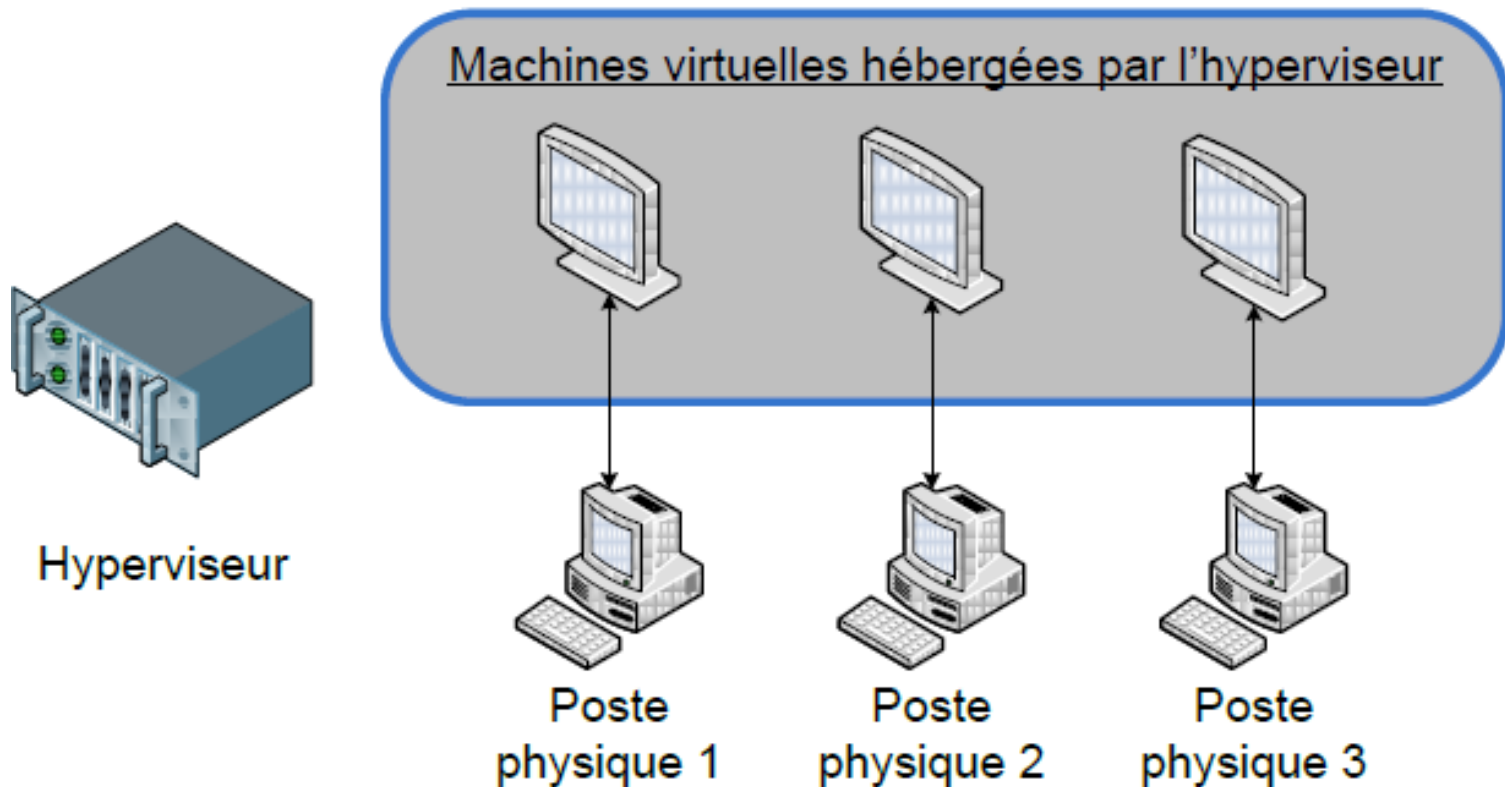 Machines virtuelles hébergées par l'hyperviseur
Hyperviseur
Poste
physique 1
Poste
physique 2
Poste
physique 3